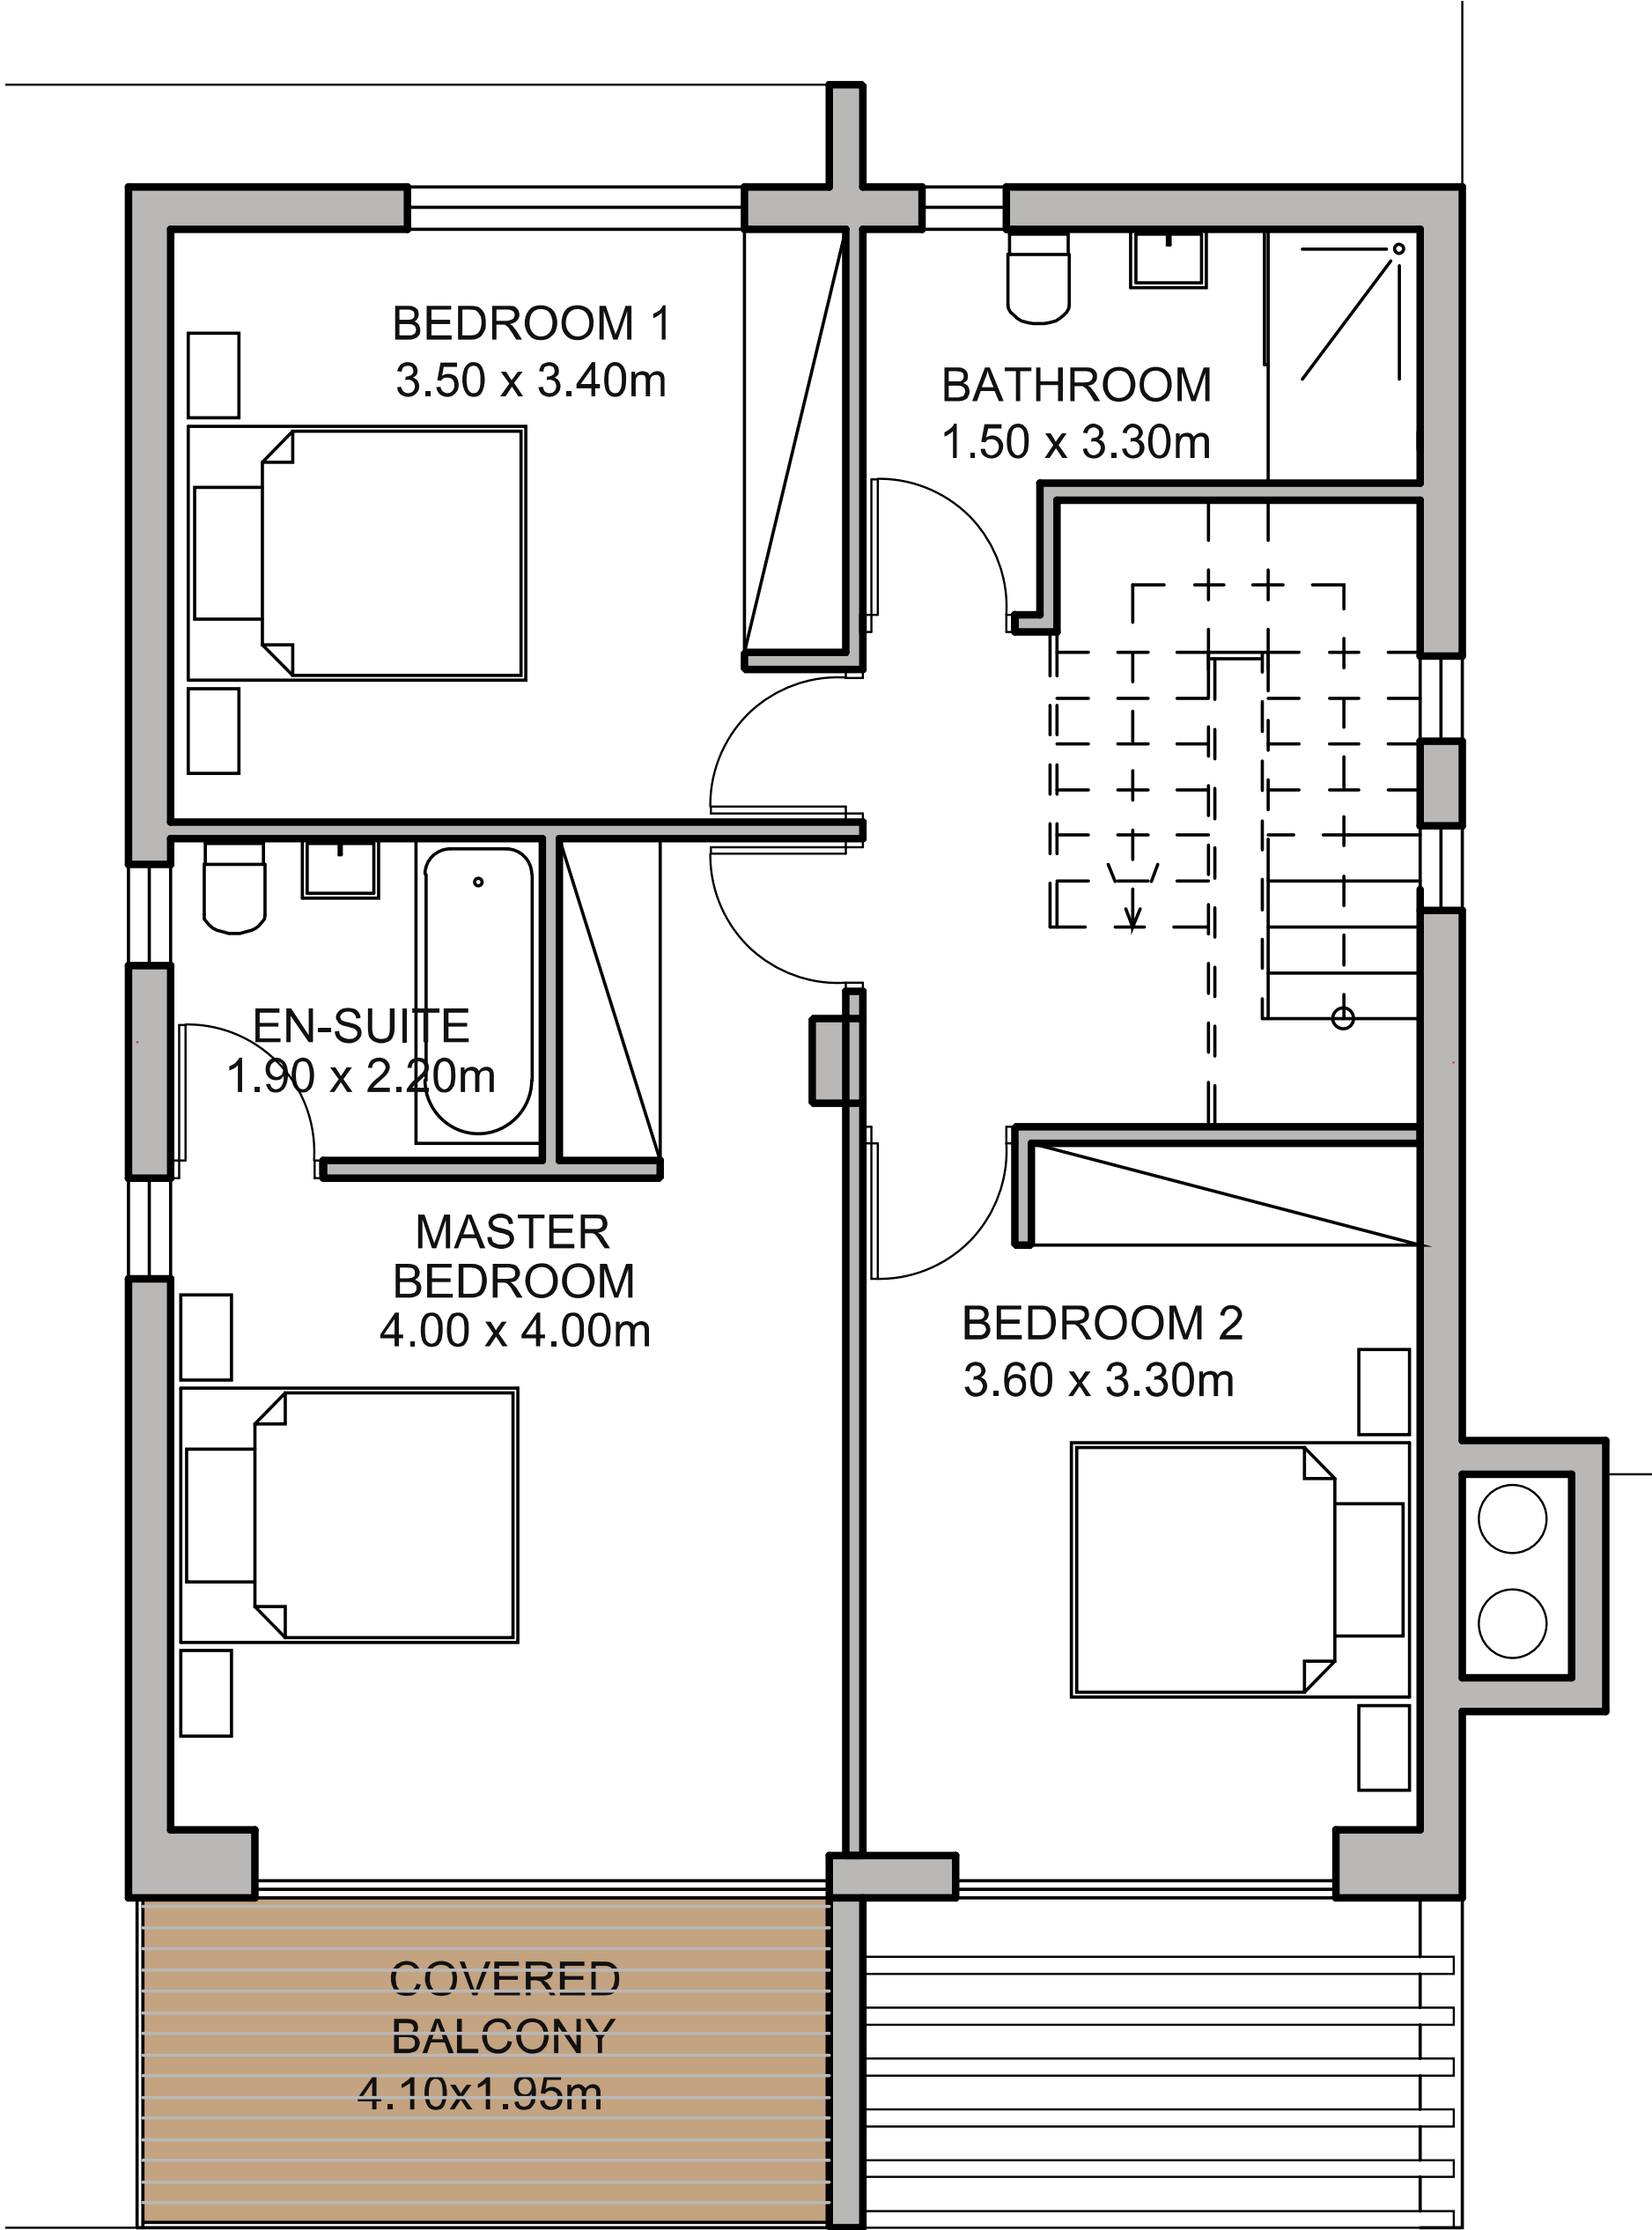 BEDROOM 1
3.50 x 3.40m
BATHROOM
1.50 x 3.30m
EN-SUITE
1.90 x 2.20m
MASTER
BEDROOM
4.00 x 4.00m
BEDROOM 2
3.60 x 3.30m
COVERED
BALCONY
4.10x1.95m